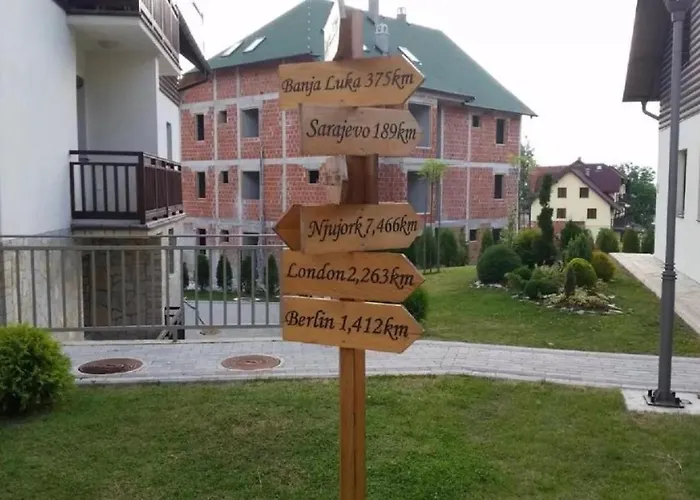 Banja Luka 375km
Sarajevo 189km
Njujork 7,466km
London 2,263km
Berlin 1,412km